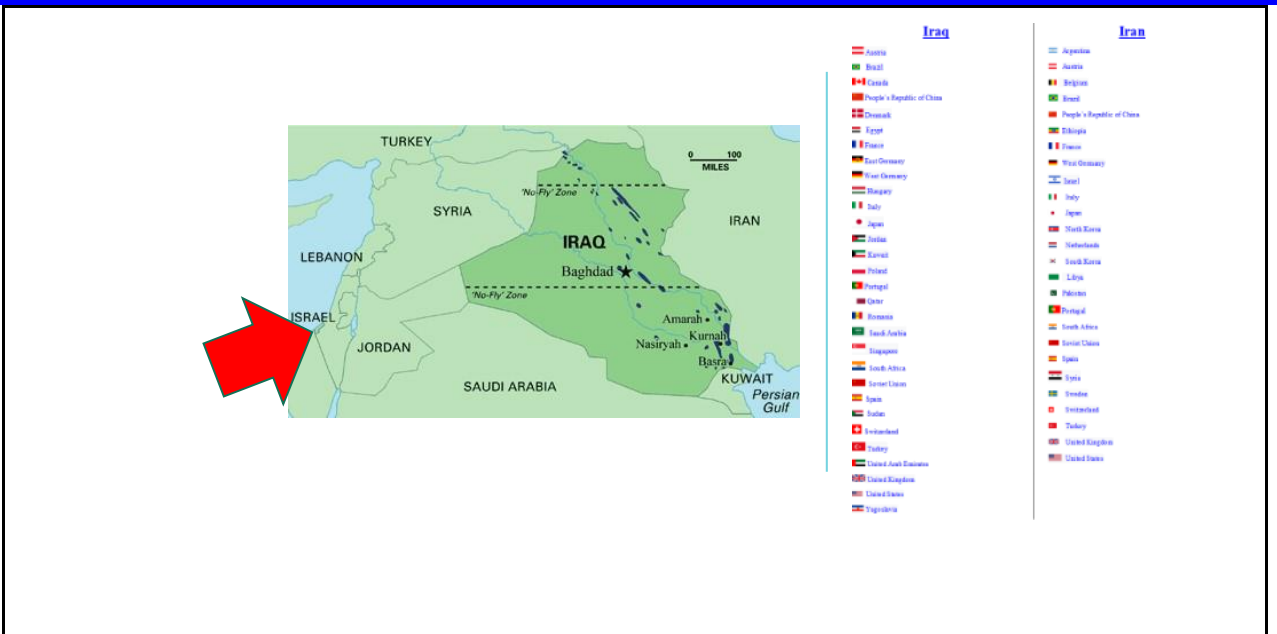 TURKEY
0 100
MILES
'No-Fly' Zone
SYRIA
IRAN
IRAQ
LEBANON
Baghdad
'No-Fly' Zone
ISRAEL
Amarah
Kurnah
Nasiriyah
JORDAN
Basra
KUWAIT
SAUDI ARABIA
Persian
Gulf
Iraq
Austria
Brazil
Canada
People's Republic of China
Denmark
Egypt
France
East Germany
West Germany
Hungary
Italy
Japan
Jordan
Kuwait
Poland
Portugal
Qatar
Romania
Saudi Arabia
Singapore
South Africa
Soviet Union
Spain
Sudan
Switzerland
Turkey
United Arab Emirates
United Kingdom
United States
Yugoslavia
Iran
Argentina
Austria
Belgium
Brazil
People's Republic of China
Ethiopia
France
West Germany
Israel
Italy
Japan
North Korea
Netherlands
South Korea
Libya
Pakistan
Portugal
South Africa
Soviet Union
Spain
Syria
Sweden
Switzerland
Turkey
United Kingdom
United States